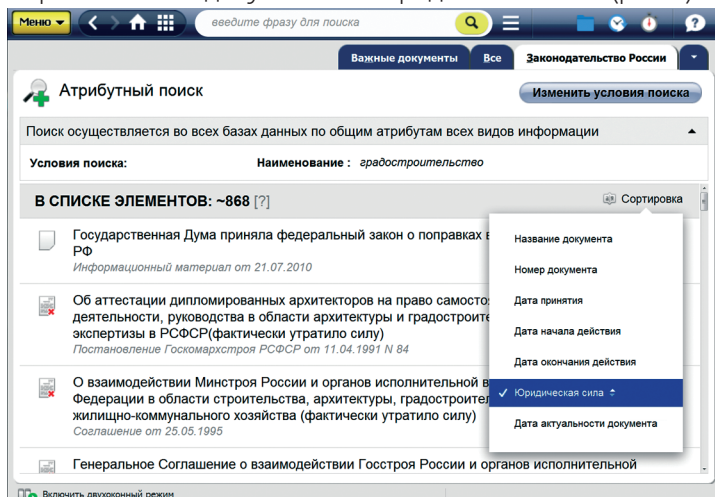 Меню
введите фразу для поиска
Важные документы Все Законодательство России
Атрибутный поиск
Изменить условия поиска
Поиск осуществляется во всех базах данных по общим атрибутам всех видов информации
Условия поиска: Наименование : градостроительство
В СПИСКЕ ЭЛЕМЕНТОВ: ~868 [?]
Сортировка
Государственная Дума приняла федеральный закон о поправках в
РФ
Информационный материал от 21.07.2010
Об аттестации дипломированных архитекторов на право самосто
деятельности, руководства в области архитектуры и градостроите
экспертизы в РСФСР(фактически утратило силу)
Постановление Госкомархстроя РСФСР от 11.04.1991 N 84
О взаимодействии Минстроя России и органов исполнительной в
Федерации в области строительства, архитектуры, градостроител
жилищно-коммунального хозяйства (фактически утратило силу)
Соглашение от 25.05.1995
Генеральное Соглашение о взаимодействии Госстроя России и органов исполнительной
Название документа
Номер документа
Дата принятия
Дата начала действия
Дата окончания действия
Юридическая сила
Дата актуальности документа
Включить двухоконный режим